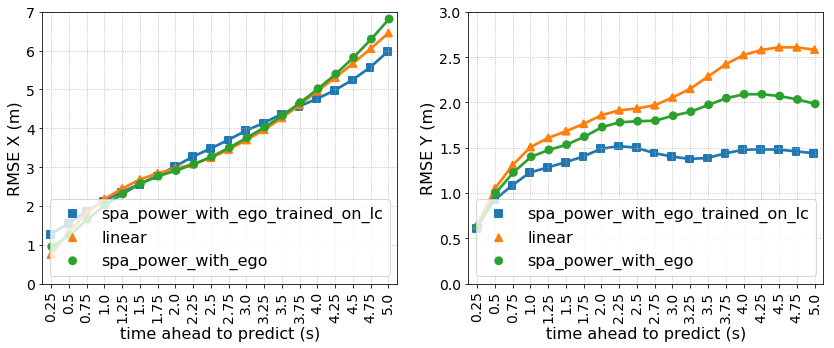 RMSE X (m)
7
6
5
4
3
2
1
0
spa_power_with_ego_trained_on_lc
linear
spa_power_with_ego
0.25 0.5 0.75 1.0 1.25 1.5 1.75 2.0 2.25 2.5 2.75 3.0 3.25 3.5 3.75 4.0 4.25 4.5 4.75 5.0
time ahead to predict (s)
RMSE Y (m)
3.0
2.5
2.0
1.5
1.0
0.5
0.0
spa_power_with_ego_trained_on_lc
linear
spa_power_with_ego
0.25 0.5 0.75 1.0 1.25 1.5 1.75 2.0 2.25 2.5 2.75 3.0 3.25 3.5 3.75 4.0 4.25 4.5 4.75 5.0
time ahead to predict (s)